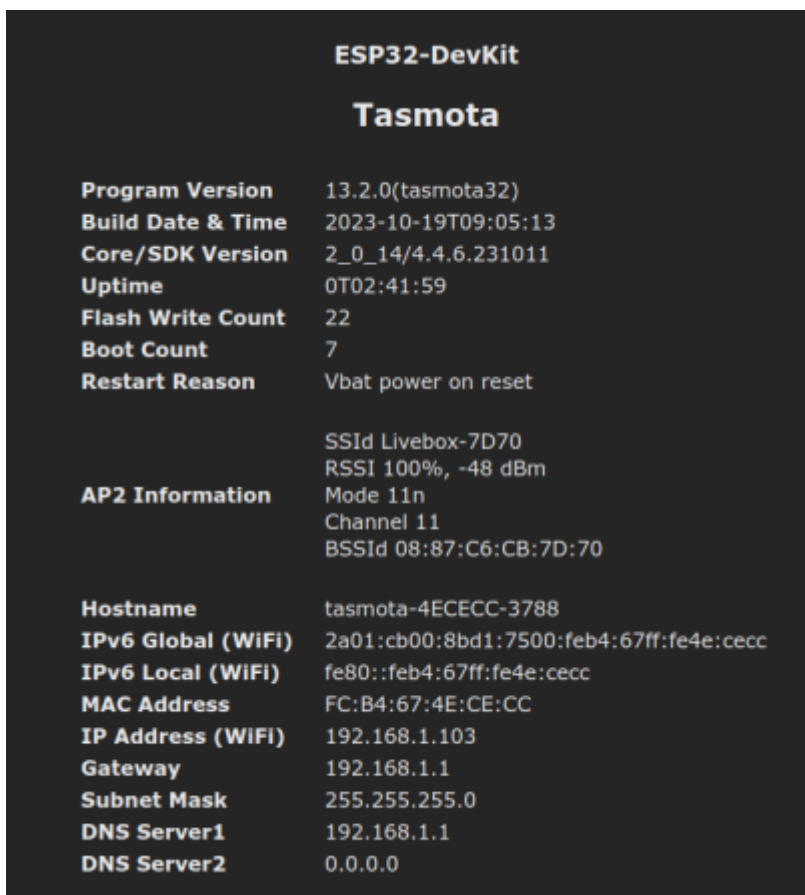 ESP32-DevKit
Tasmota
Program Version 13.2.0(tasmota32)
Build Date & Time 2023-10-19T09:05:13
Core/SDK Version 2_0_14/4.4.6.231011
Uptime 0T02:41:59
Flash Write Count 22
Boot Count 7
Restart Reason Vbat power on reset
AP2 Information
SSId Livebox-7D70
RSSI 100%, -48 dBm
Mode 11n
Channel 11
BSSId 08:87:C6:CB:7D:70
Hostname tasmota-4ECECC-3788
IPv6 Global (WiFi) 2a01:cb00:8bd1:7500:feb4:67ff:fe4e:cecc
IPv6 Local (WiFi) fe80::feb4:67ff:fe4e:cecc
MAC Address FC:B4:67:4E:CE:CC
IP Address (WiFi) 192.168.1.103
Gateway 192.168.1.1
Subnet Mask 255.255.255.0
DNS Server1 192.168.1.1
DNS Server2 0.0.0.0